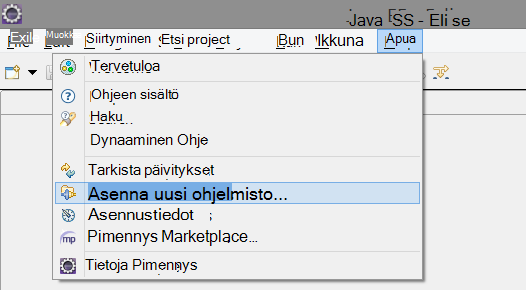 Java SS - Eli se
Exil Muokk Siirtyminen Etsi project Bun Ikkuna Apua
Tervetuloa
Ohjeen sisältö
Haku
Dynaaminen Ohje
Tarkista päivitykset
Asenna uusi ohjelmisto...
Asennustiedot
Pimennys Marketplace...
Tietoja Pimennys